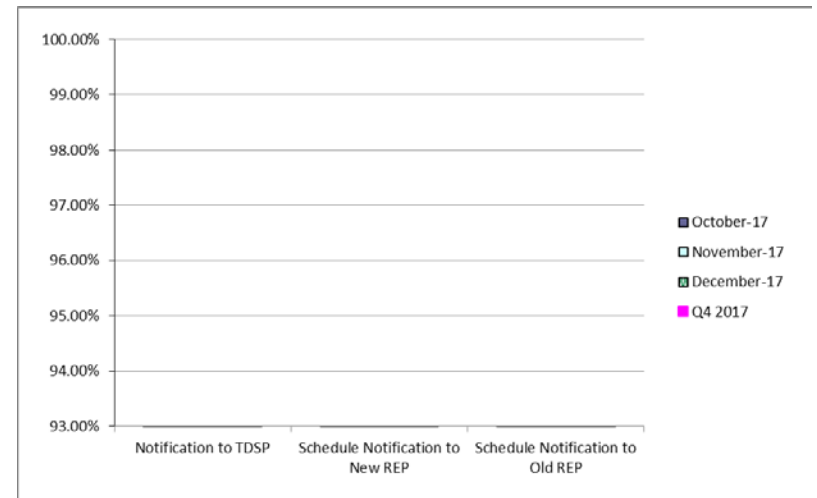 100.00%
99.00%
98.00%
97.00%
96.00%
95.00%
94.00%
93.00%
Notification to TDSP
Schedule Notification to
New REP
Schedule Notification to
Old REP
October-17
November-17
December-17
Q4 2017